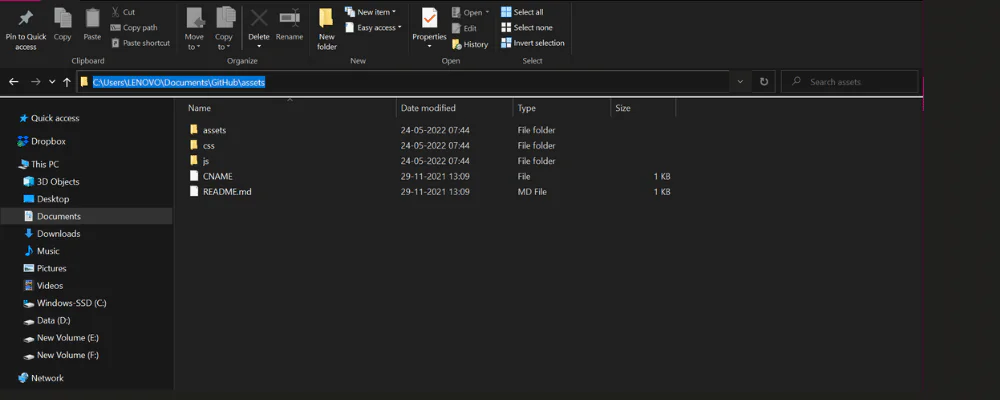 Pin to Quick access
Copy
Paste
Cut
Copy path
Paste shortcut
Clipboard
Move to
Copy to
Delete
Rename
Organize
New folder
New item
Easy access
New
Properties
Open
Edit
History
Open
Select all
Select none
Invert selection
Select
C:\Users\LENOVO\Documents\GitHub\assets
Search assets
Name Date modified Type Size
assets 24-05-2022 07:44 File folder
css 24-05-2022 07:44 File folder
js 24-05-2022 07:44 File folder
CNAME 29-11-2021 13:09 File 1 KB
README.md 29-11-2021 13:09 MD File 1 KB
Quick access
Dropbox
This PC
3D Objects
Desktop
Documents
Downloads
Music
Pictures
Videos
Windows-SSD (C:)
Data (D:)
New Volume (E:)
New Volume (F:)
Network